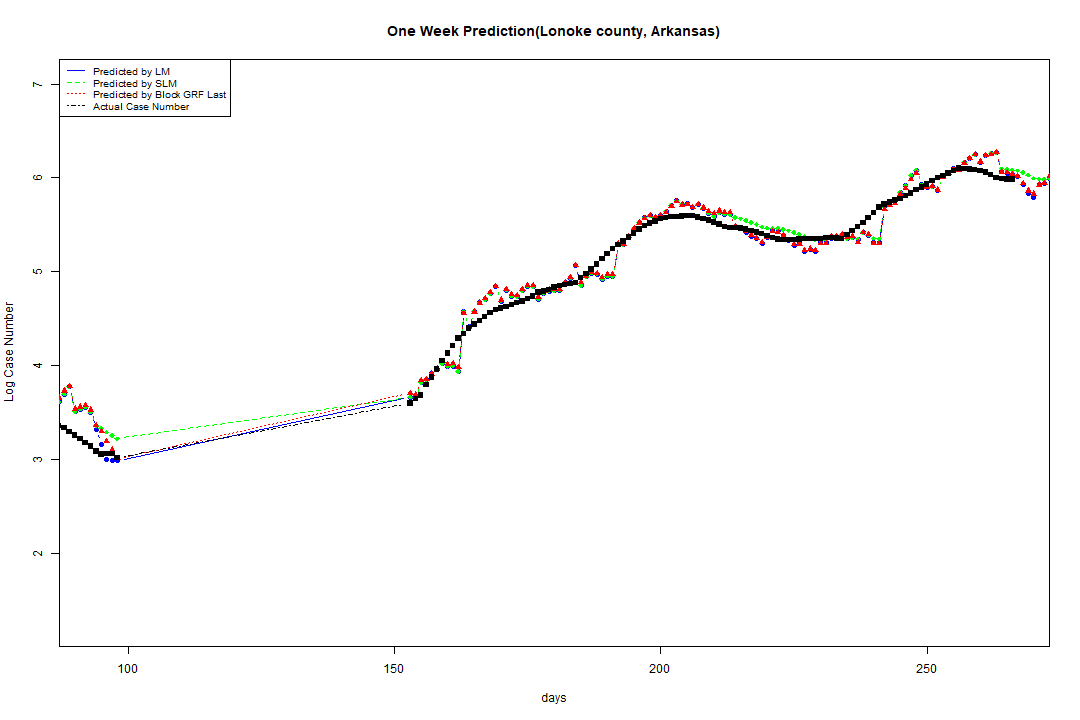 One Week Prediction(Lonoke county, Arkansas)
Predicted by LM
Predicted by SLM
Predicted by Block GRF Last
Actual Case Number
7
6
5
4
3
2
Log Case Number
100 150 200 250
days